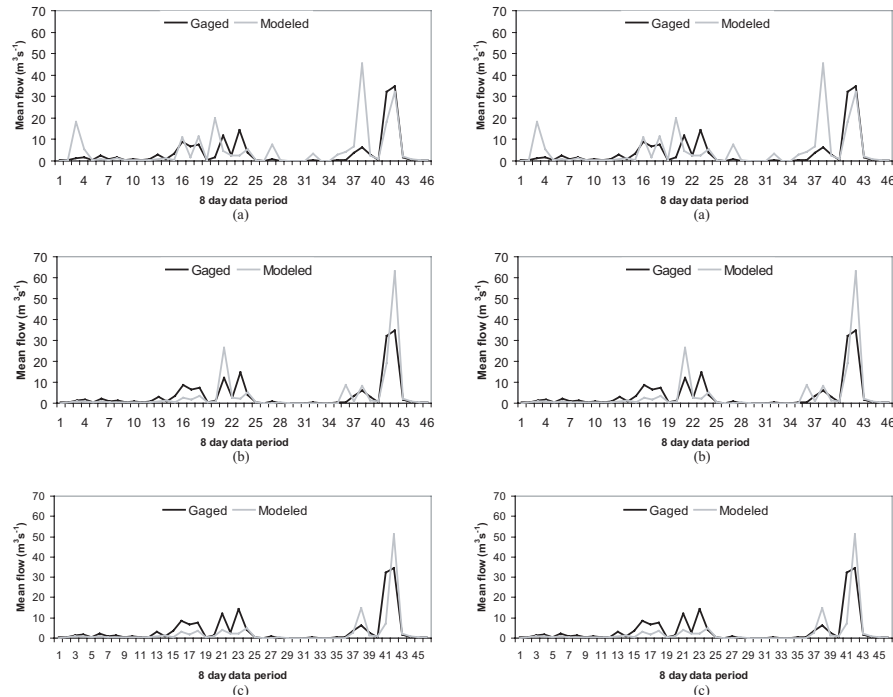 70
60
50
40
30
20
10
0
Mean flow (m³s⁻¹)
Gaged Modeled
1 4 7 10 13 16 19 22 25 28 31 34 37 40 43 46
8 day data period
(a)
70
60
50
40
30
20
10
0
Mean flow (m³s⁻¹)
Gaged Modeled
1 4 7 10 13 16 19 22 25 28 31 34 37 40 43 46
8 day data period
(a)
70
60
50
40
30
20
10
0
Mean flow (m³s⁻¹)
Gaged Modeled
1 4 7 10 13 16 19 22 25 28 31 34 37 40 43 46
8 day data period
(b)
70
60
50
40
30
20
10
0
Mean flow (m³s⁻¹)
Gaged Modeled
1 4 7 10 13 16 19 22 25 28 31 34 37 40 43 46
8 day data period
(b)
70
60
50
40
30
20
10
0
Mean flow (m³s⁻¹)
Gaged Modeled
1 3 5 7 9 11 13 15 17 19 21 23 25 27 29 31 33 35 37 39 41 43 45
8 day data period
(c)
70
60
50
40
30
20
10
0
Mean flow (m³s⁻¹)
Gaged Modeled
1 3 5 7 9 11 13 15 17 19 21 23 25 27 29 31 33 35 37 39 41 43 45
8 day data period
(c)